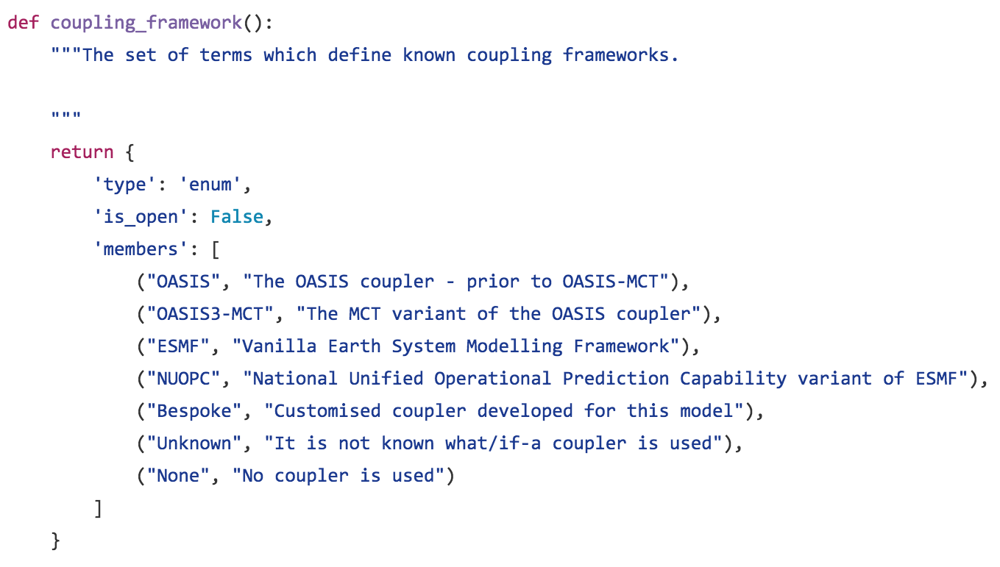 def coupling_framework():
    """The set of terms which define known coupling frameworks.

    """
    return {
        'type': 'enum',
        'is_open': False,
        'members': [
            ("OASIS", "The OASIS coupler - prior to OASIS-MCT"),
            ("OASIS3-MCT", "The MCT variant of the OASIS coupler"),
            ("ESMF", "Vanilla Earth System Modelling Framework"),
            ("NUOPC", "National Unified Operational Prediction Capability variant of ESMF"),
            ("Bespoke", "Customised coupler developed for this model"),
            ("Unknown", "It is not known what/if-a coupler is used"),
            ("None", "No coupler is used")
        ]
    }